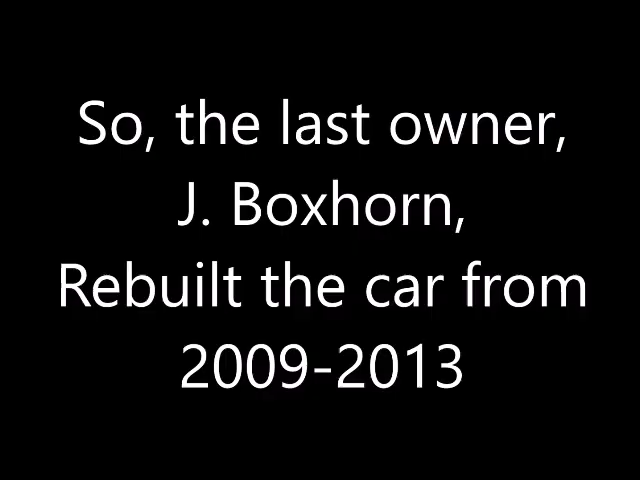 So, the last owner,
J. Boxhorn,
Rebuilt the car from
2009-2013